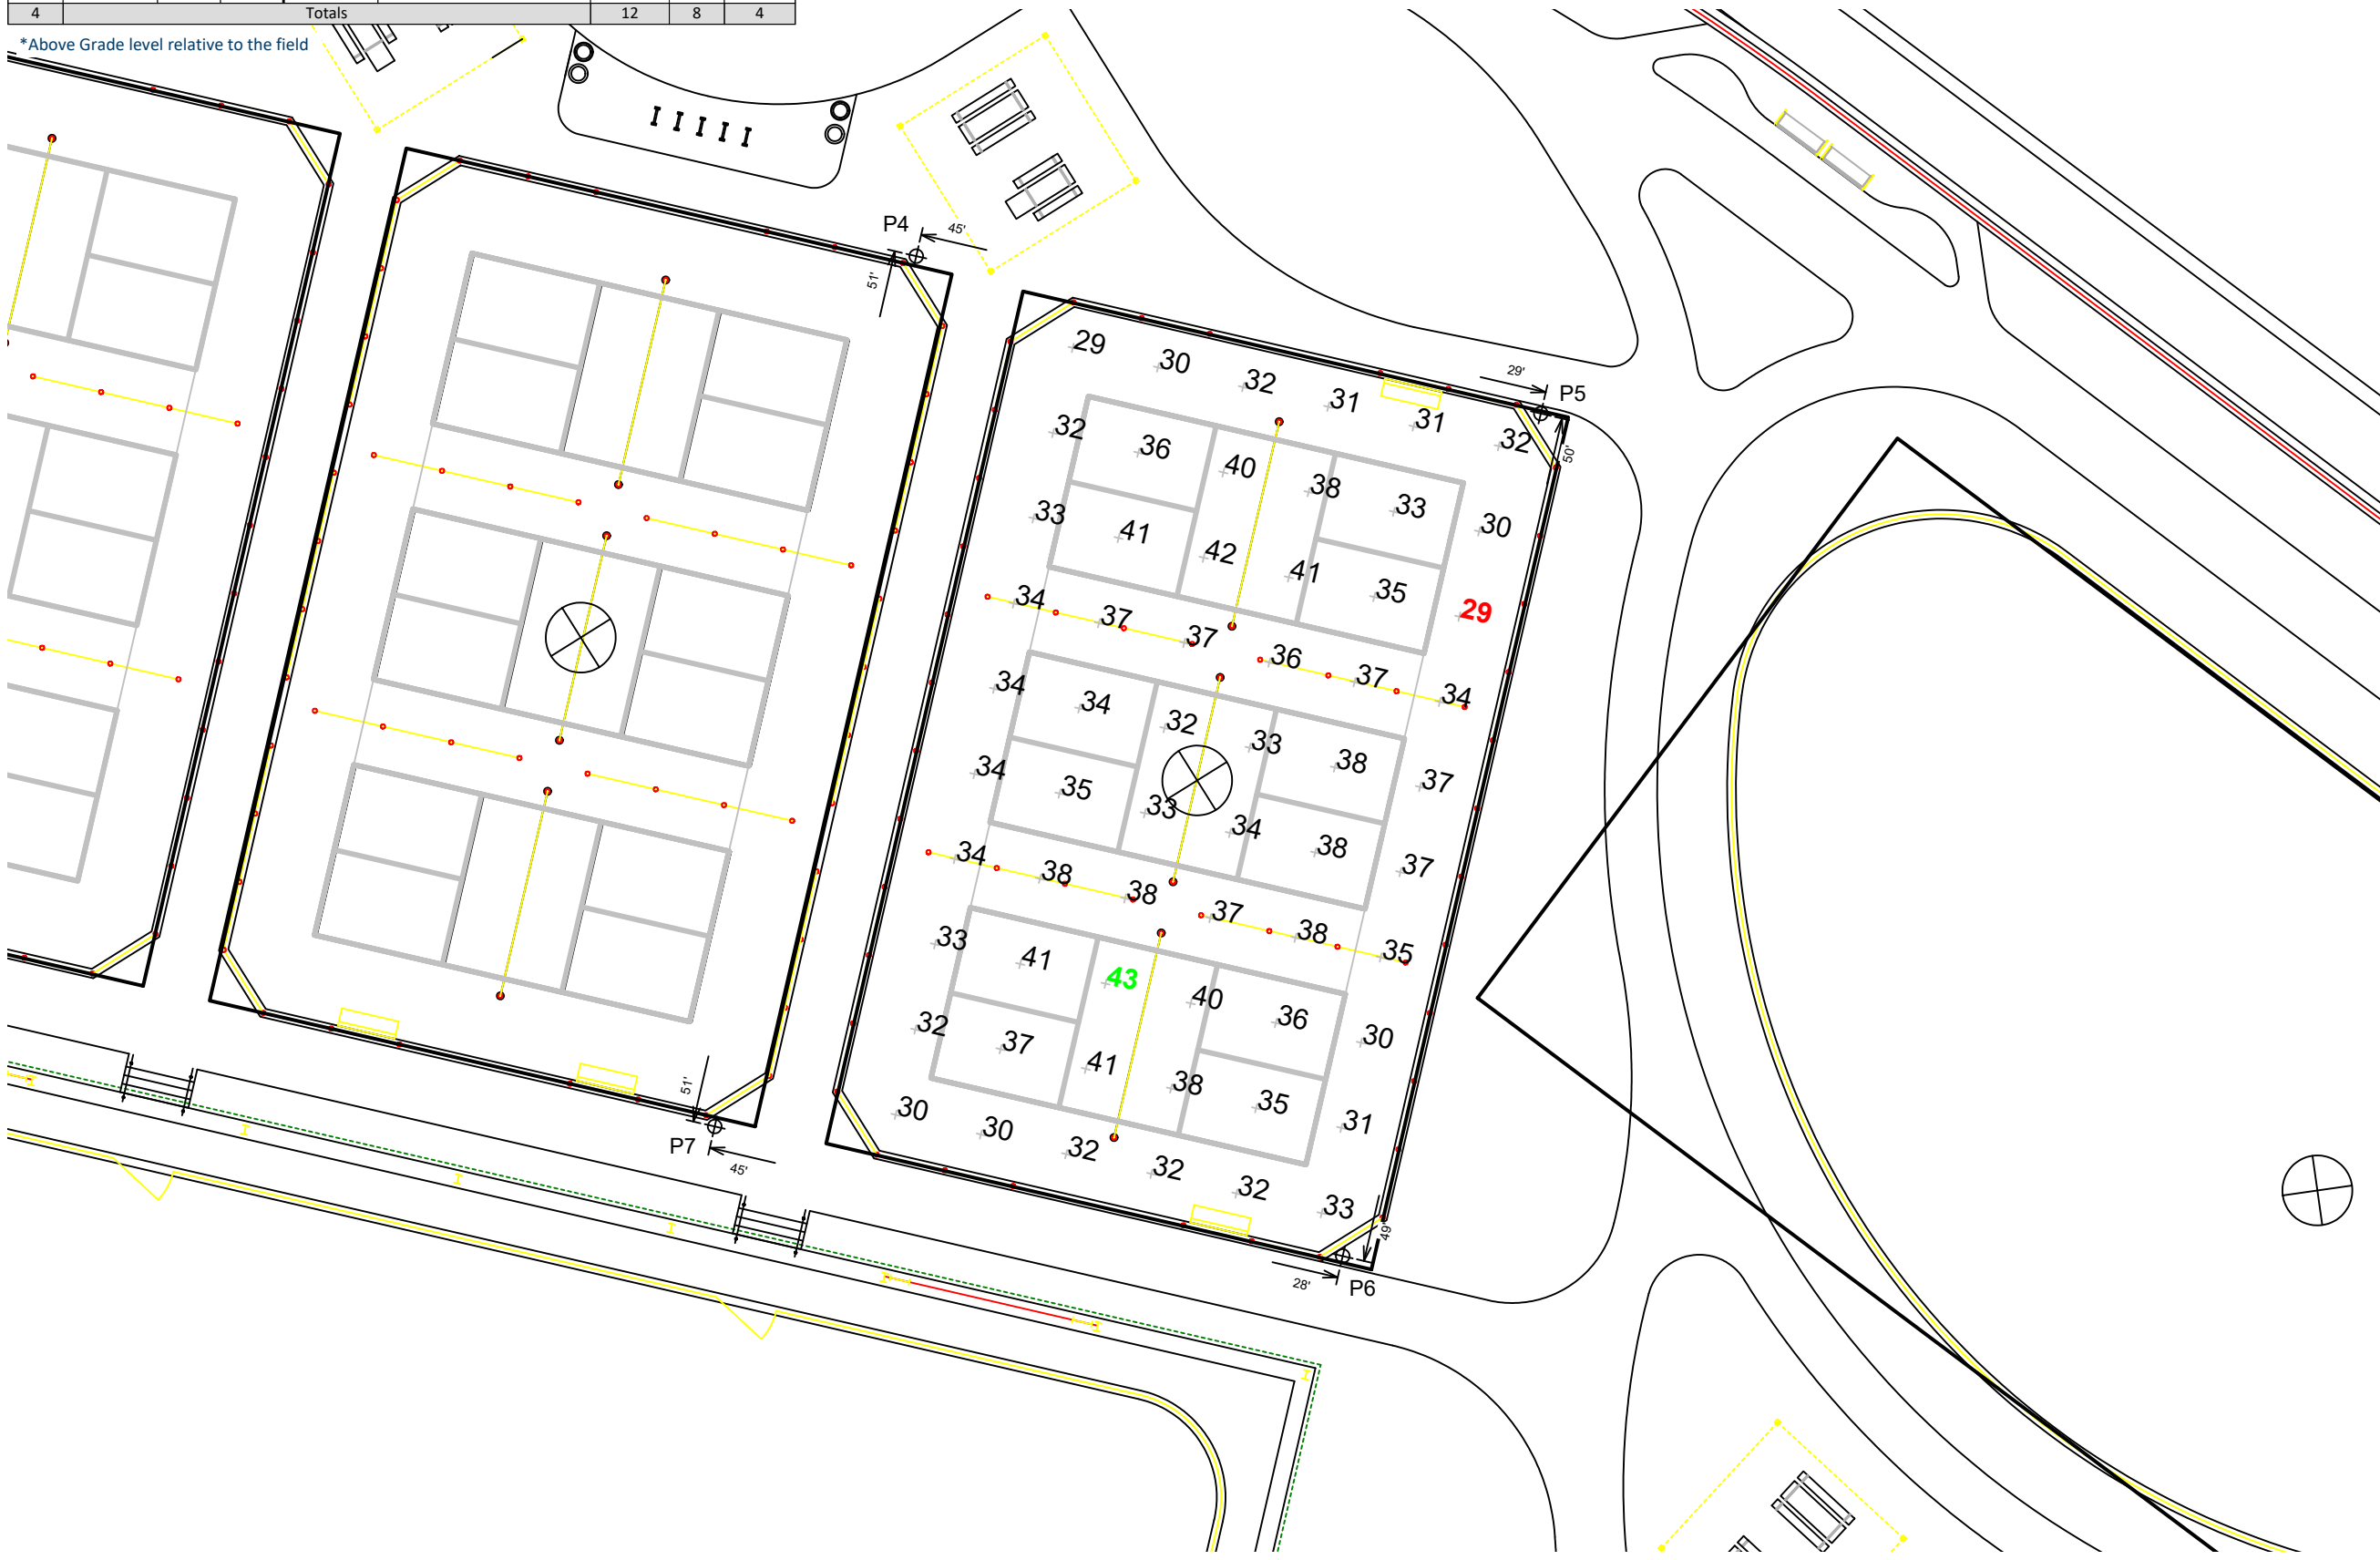 4 Totals 12 8 4
*Above Grade level relative to the field
P4
45'
51'
29'
P5
50'
29 30 32 31 31 32
32 36 40 38 33 30
33 41 42 41 35 29
34 37 37 36 37 34
34 34 32 33 38 37
34 35 33 34 38 37
34 38 38 37 38 35
33 41 43 40 36 30
32 37 41 38 35 31
30 30 32 32 32 33
51'
P7
45'
49'
28'
P6